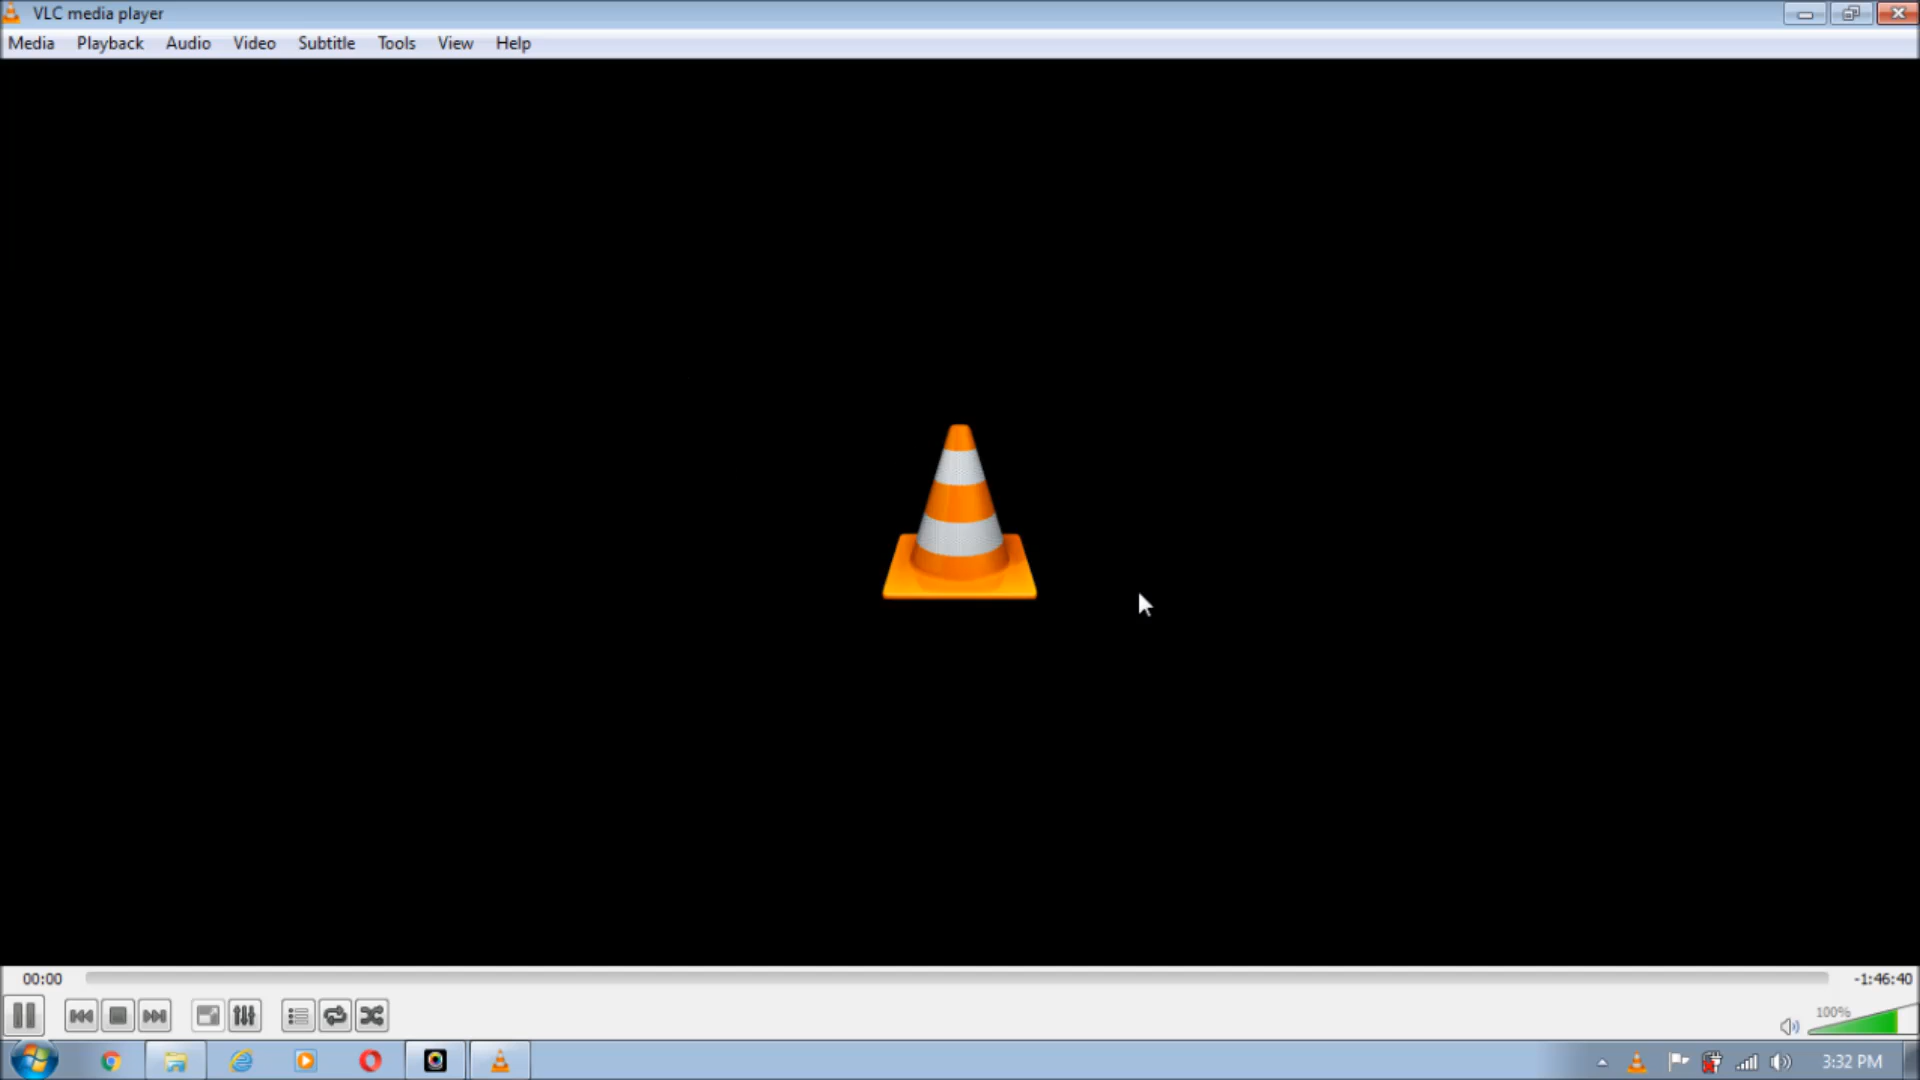 VLC media player
Media Playback Audio Video Subtitle Tools View Help
00:00
-1:46:40
100%
3:32 PM